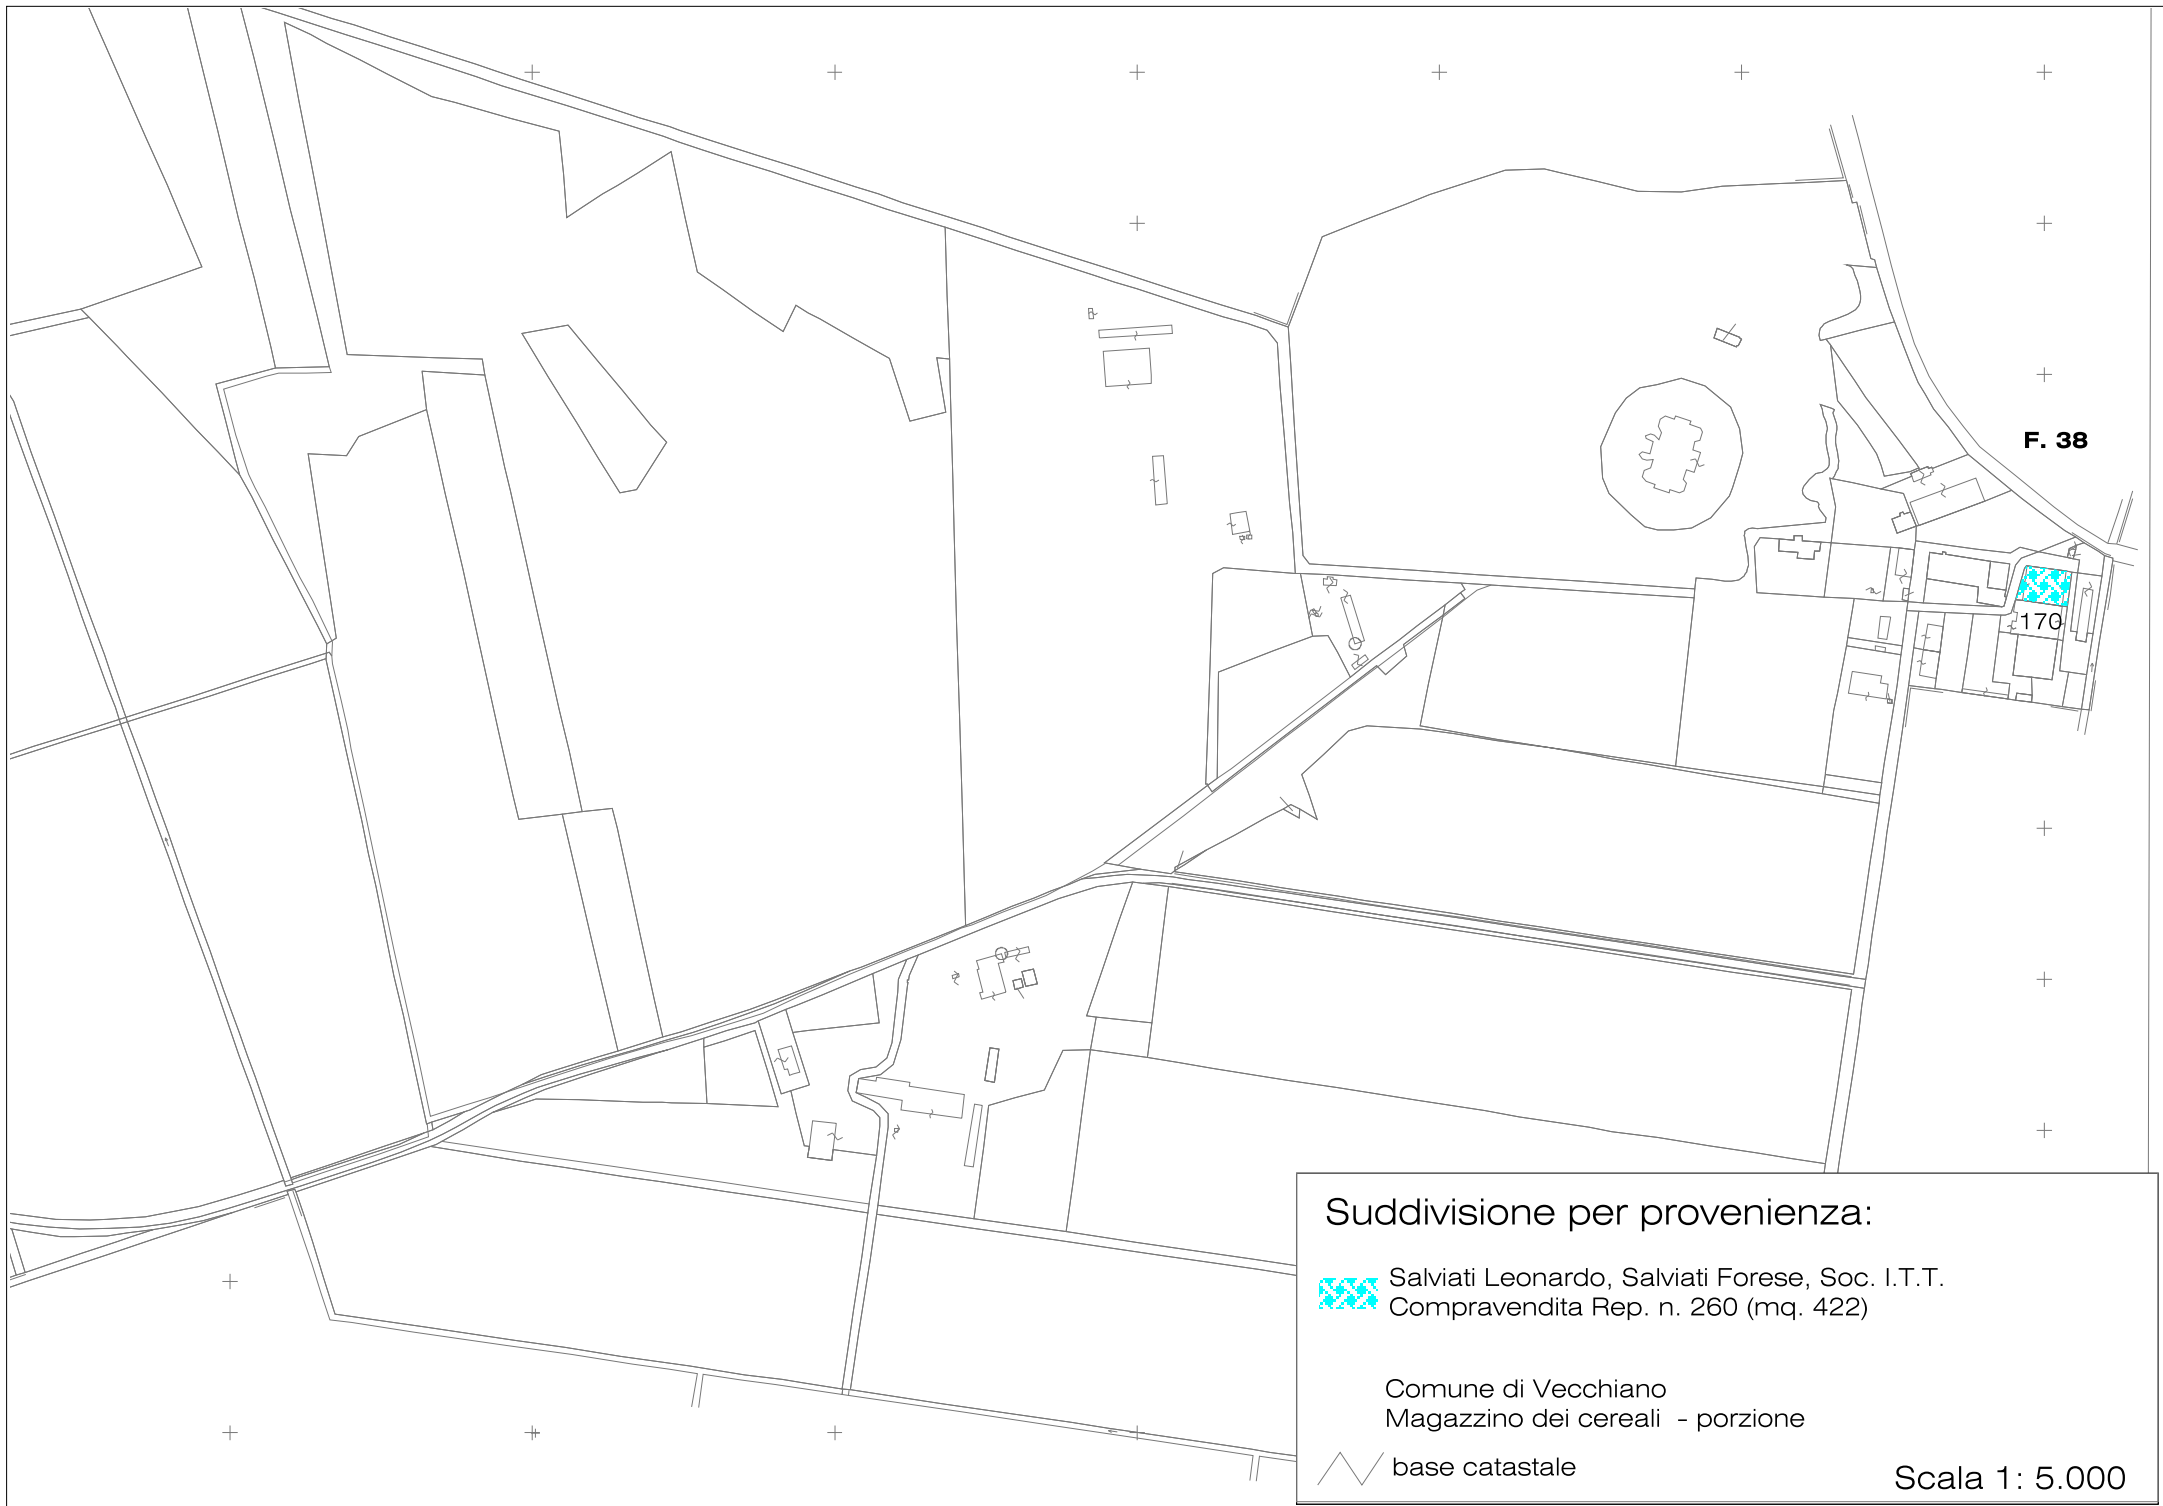 F. 38
170
Suddivisione per provenienza:
Salviati Leonardo, Salviati Forese, Soc. I.T.T.
Compravendita Rep. n. 260 (mq. 422)
Comune di Vecchiano
Magazzino dei cereali - porzione
base catastale
Scala 1: 5.000